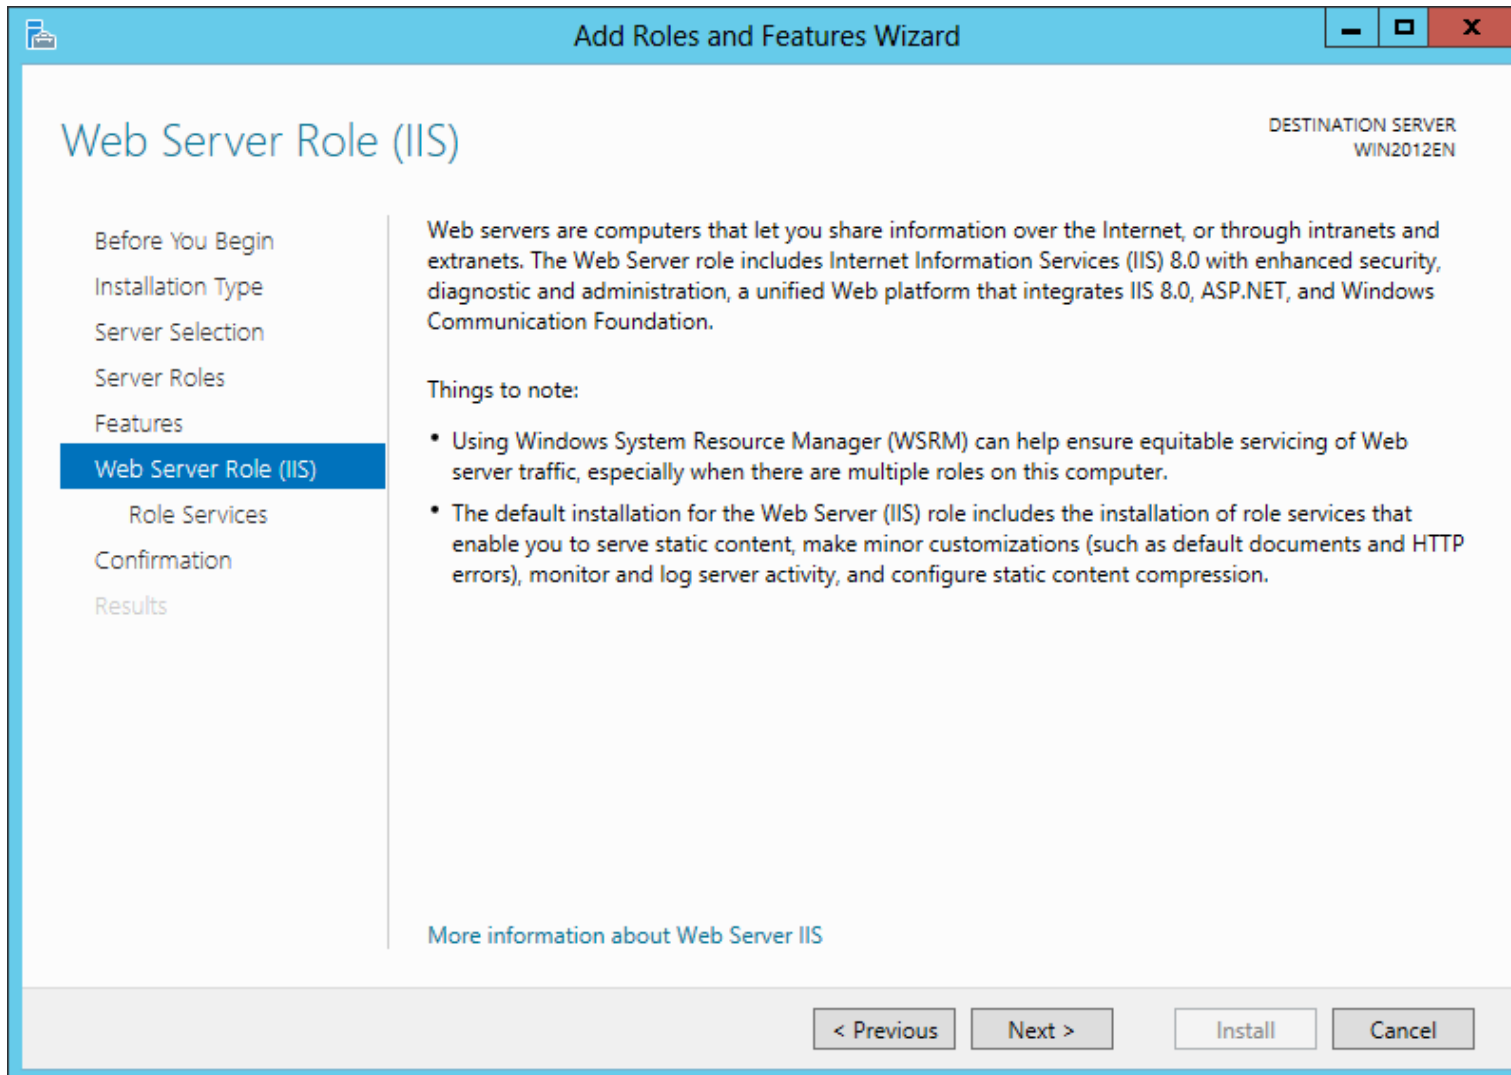 Add Roles and Features Wizard
Web Server Role (IIS)
DESTINATION SERVER
WIN2012EN
Before You Begin
Installation Type
Server Selection
Server Roles
Features
Web Server Role (IIS)
Role Services
Confirmation
Results
Web servers are computers that let you share information over the Internet, or through intranets and
extranets. The Web Server role includes Internet Information Services (IIS) 8.0 with enhanced security,
diagnostic and administration, a unified Web platform that integrates IIS 8.0, ASP.NET, and Windows
Communication Foundation.
Things to note:
• Using Windows System Resource Manager (WSRM) can help ensure equitable servicing of Web
server traffic, especially when there are multiple roles on this computer.
• The default installation for the Web Server (IIS) role includes the installation of role services that
enable you to serve static content, make minor customizations (such as default documents and HTTP
errors), monitor and log server activity, and configure static content compression.
More information about Web Server IIS
< Previous
Next >
Install
Cancel